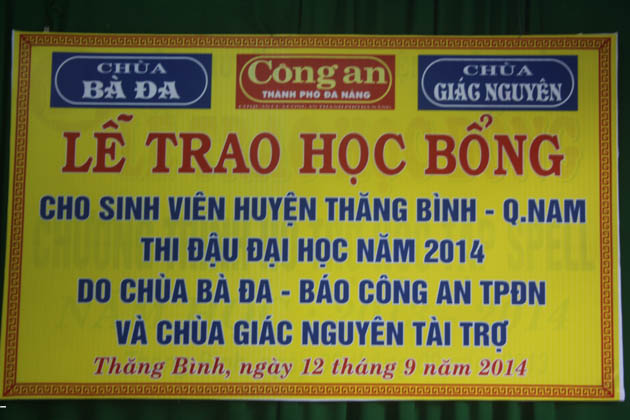 CHÙA BÀ ĐA
Công an
THÀNH PHỐ ĐÀ NẴNG
CHÙA GIÁC NGUYÊN
LỄ TRAO HỌC BỔNG
CHO SINH VIÊN HUYỆN THĂNG BÌNH - Q.NAM
THI ĐẬU ĐẠI HỌC NĂM 2014
DO CHÙA BÀ ĐA - BÁO CÔNG AN TPĐN
VÀ CHÙA GIÁC NGUYÊN TÀI TRỢ
Thăng Bình, ngày 12 tháng 9 năm 2014